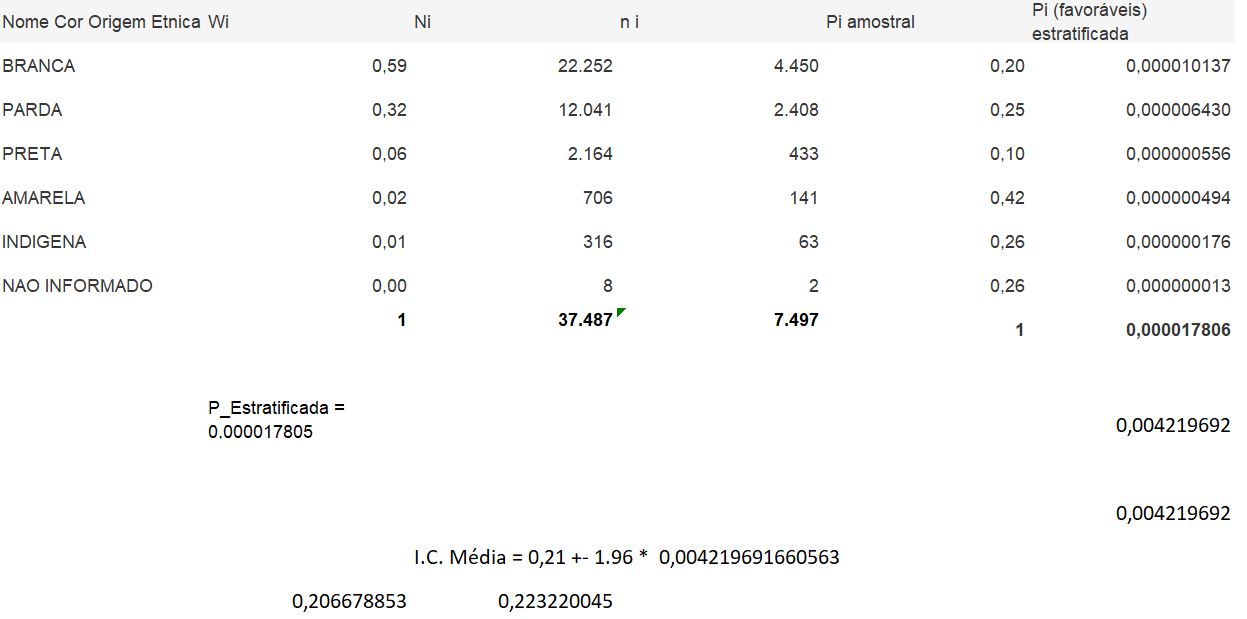 Nome Cor Origem Etnica Wi Ni n i Pi amostral Pi (favoráveis) estratificada
BRANCA 0,59 22.252 4.450 0,20 0,000010137
PARDA 0,32 12.041 2.408 0,25 0,000006430
PRETA 0,06 2.164 433 0,10 0,000000556
AMARELA 0,02 706 141 0,42 0,000000494
INDIGENA 0,01 316 63 0,26 0,000000176
NAO INFORMADO 0,00 8 2 0,26 0,000000013
1 37.487 7.497 1 0,000017806
P_Estratificada =
0,000017805
0,004219692
0,004219692
I.C. Média = 0,21 +- 1.96 * 0,004219691660563
0,206678853 0,223220045